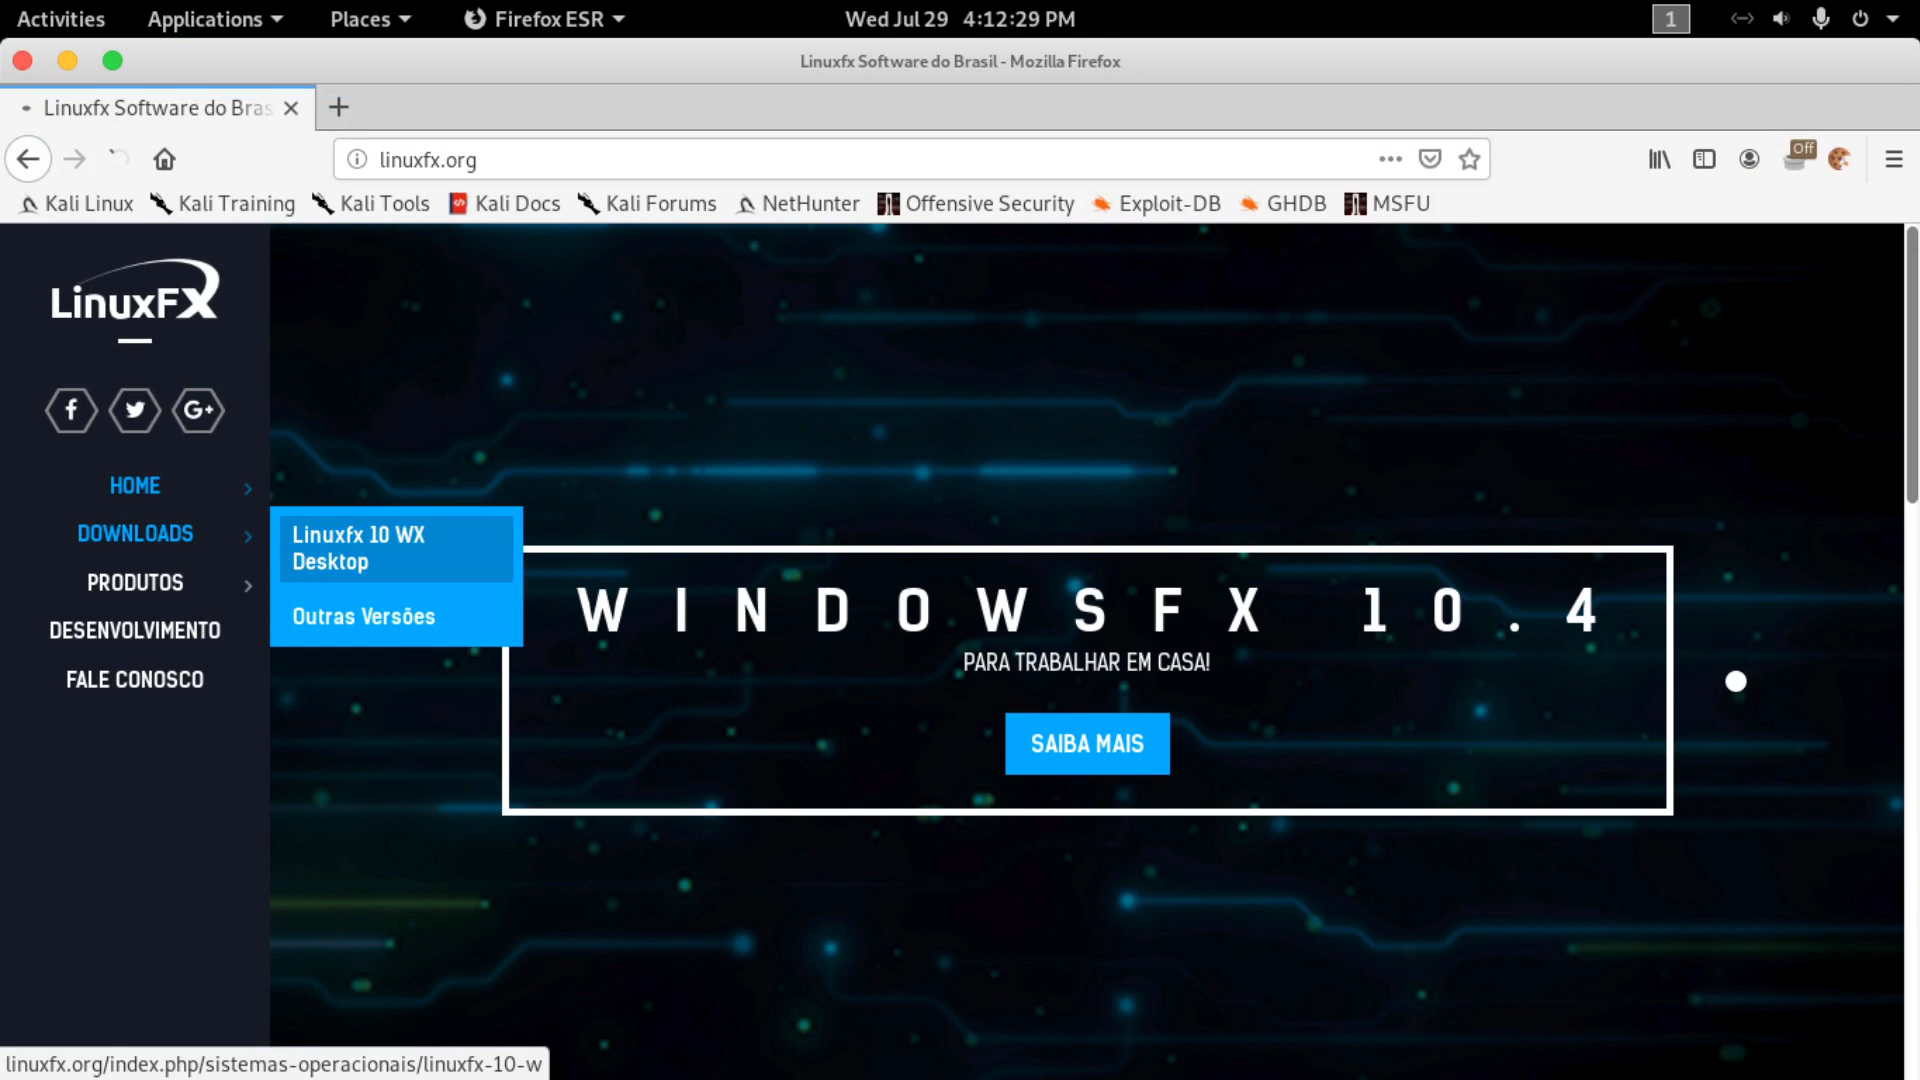 Activities Applications Places Firefox ESR Wed Jul 29 4:12:29 PM 1
Linuxfx Software do Brasil - Mozilla Firefox
Linuxfx Software do Bras
linuxfx.org
Off
Kali Linux Kali Training Kali Tools Kali Docs Kali Forums NetHunter Offensive Security Exploit-DB GHDB MSFU
LinuxFX
f G+
HOME
DOWNLOADS
PRODUTOS
DESENVOLVIMENTO
FALE CONOSCO
Linuxfx 10 WX
Desktop
Outras Versões
WINDOWSFX 10.4
PARA TRABALHAR EM CASA!
SAIBA MAIS
linuxfx.org/index.php/sistemas-operacionais/linuxfx-10-w